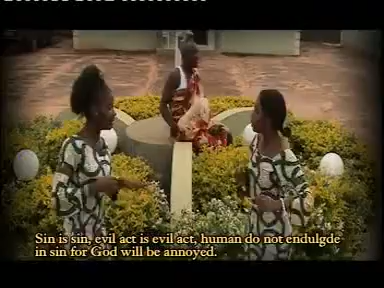 Sin is sin, evil act is evil act, human do not endulgde
in sin for God will be annoyed.